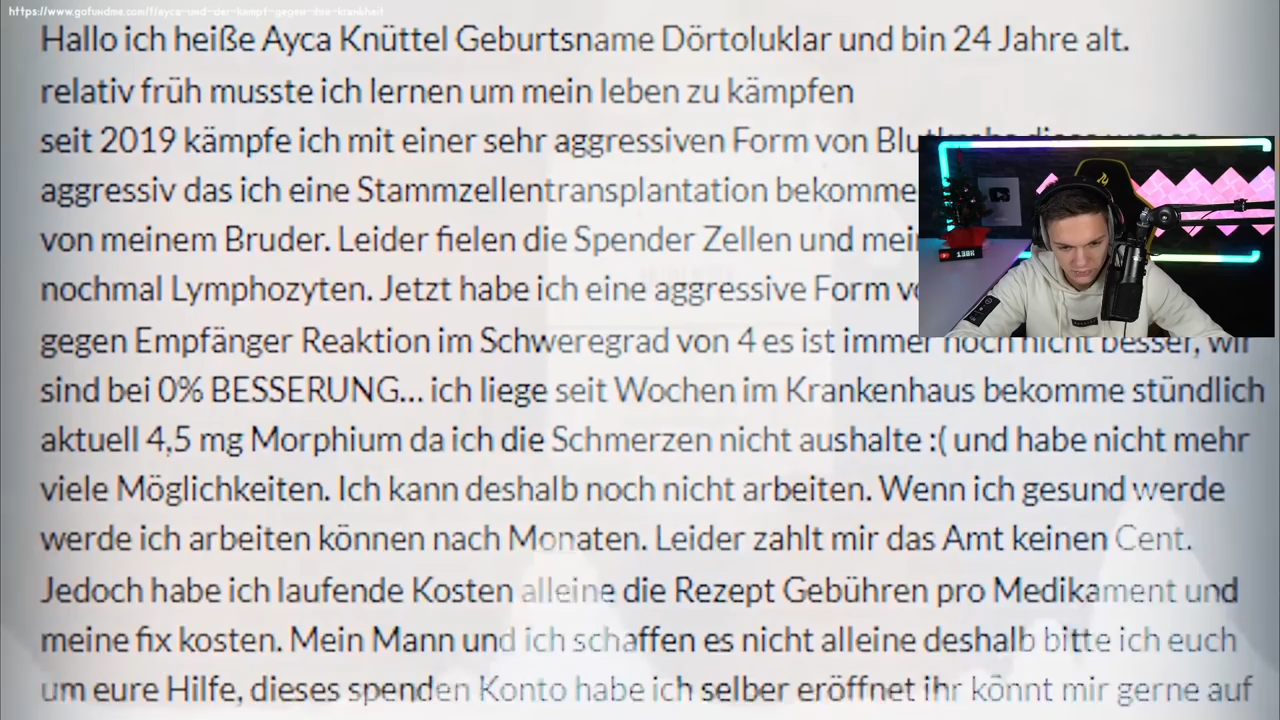 https://www.gofundme.com/f/ayca-und-der-kampf-gegen-ihre-krankheit
Hallo ich heiße Ayca Knüttel Geburtsname Dörtoluklar und bin 24 Jahre alt.
relativ früh musste ich lernen um mein leben zu kämpfen
seit 2019 kämpfe ich mit einer sehr aggressiven Form von
aggressiv das ich eine Stammzellentransplantation bekomme
von meinem Bruder. Leider fielen die Spender Zellen und
nochmal Lymphozyten. Jetzt habe ich eine aggressive Form
gegen Empfänger Reaktion im Schweregrad von 4 es ist immer noch nicht besser, wir
sind bei 0% BESSERUNG... ich liege seit Wochen im Krankenhaus bekomme stündlich
aktuell 4,5 mg Morphium da ich die Schmerzen nicht aushalte :( und habe nicht mehr
viele Möglichkeiten. Ich kann deshalb noch nicht arbeiten. Wenn ich gesund werde
werde ich arbeiten können nach Monaten. Leider zahlt mir das Amt keinen Cent.
Jedoch habe ich laufende Kosten alleine die Rezept Gebühren pro Medikament und
meine fix kosten. Mein Mann und ich schaffen es nicht alleine deshalb bitte ich euch
um eure Hilfe, dieses spenden Konto habe ich selber eröffnet ihr könnt mir gerne auf
138K